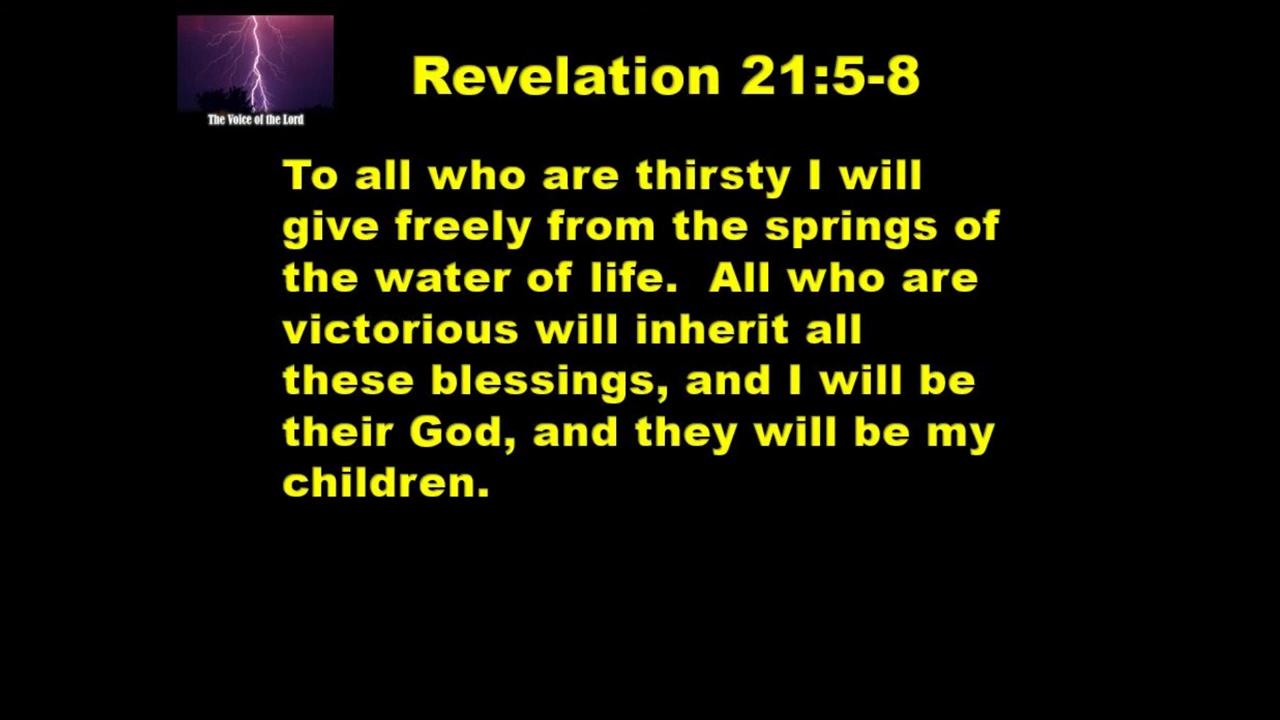 The Voice of the Lord
Revelation 21:5-8
To all who are thirsty I will
give freely from the springs of
the water of life.  All who are
victorious will inherit all
these blessings, and I will be
their God, and they will be my
children.